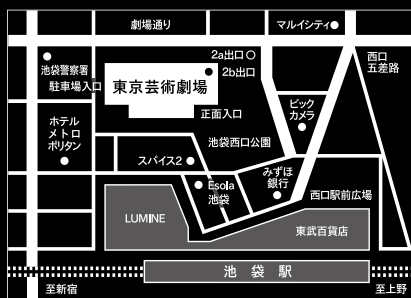 劇場通り
マルイシティ
2a出口
2b出口
西口
五差路
池袋警察署
駐車場入口
東京芸術劇場
正面入口
ビック
カメラ
ホテル
メトロ
ポリタン
池袋西口公園
スパイス2
Esola
池袋
みずほ
銀行
西口駅前広場
LUMINE
東武百貨店
池袋駅
至新宿
至上野